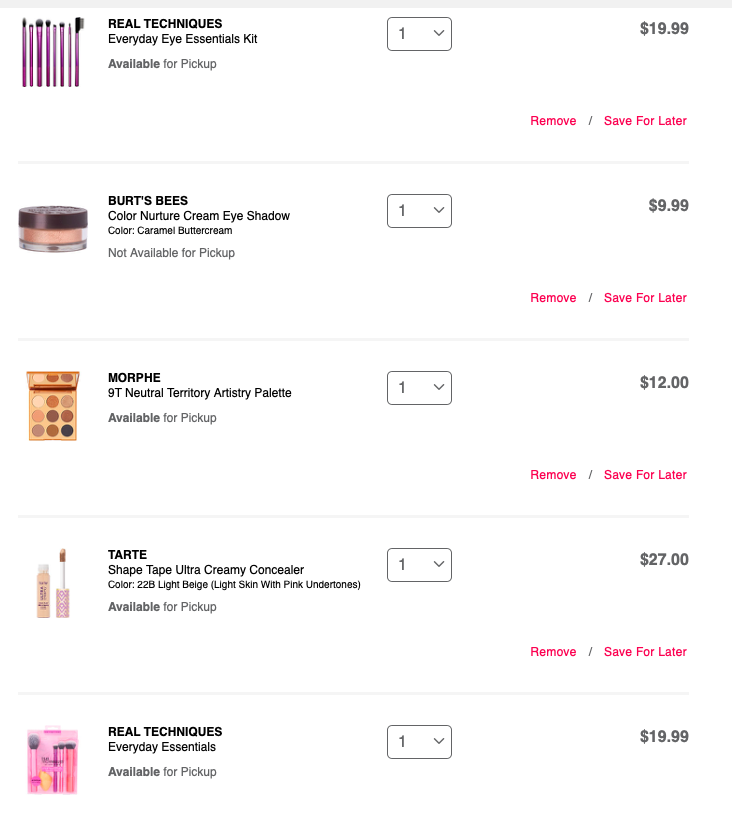 REAL TECHNIQUES
Everyday Eye Essentials Kit
1
$19.99
Available for Pickup
Remove / Save For Later
BURT'S BEES
Color Nurture Cream Eye Shadow
Color: Caramel Buttercream
1
$9.99
Not Available for Pickup
Remove / Save For Later
MORPHE
9T Neutral Territory Artistry Palette
1
$12.00
Available for Pickup
Remove / Save For Later
TARTE
Shape Tape Ultra Creamy Concealer
Color: 22B Light Beige (Light Skin With Pink Undertones)
1
$27.00
Available for Pickup
Remove / Save For Later
REAL TECHNIQUES
Everyday Essentials
1
$19.99
Available for Pickup